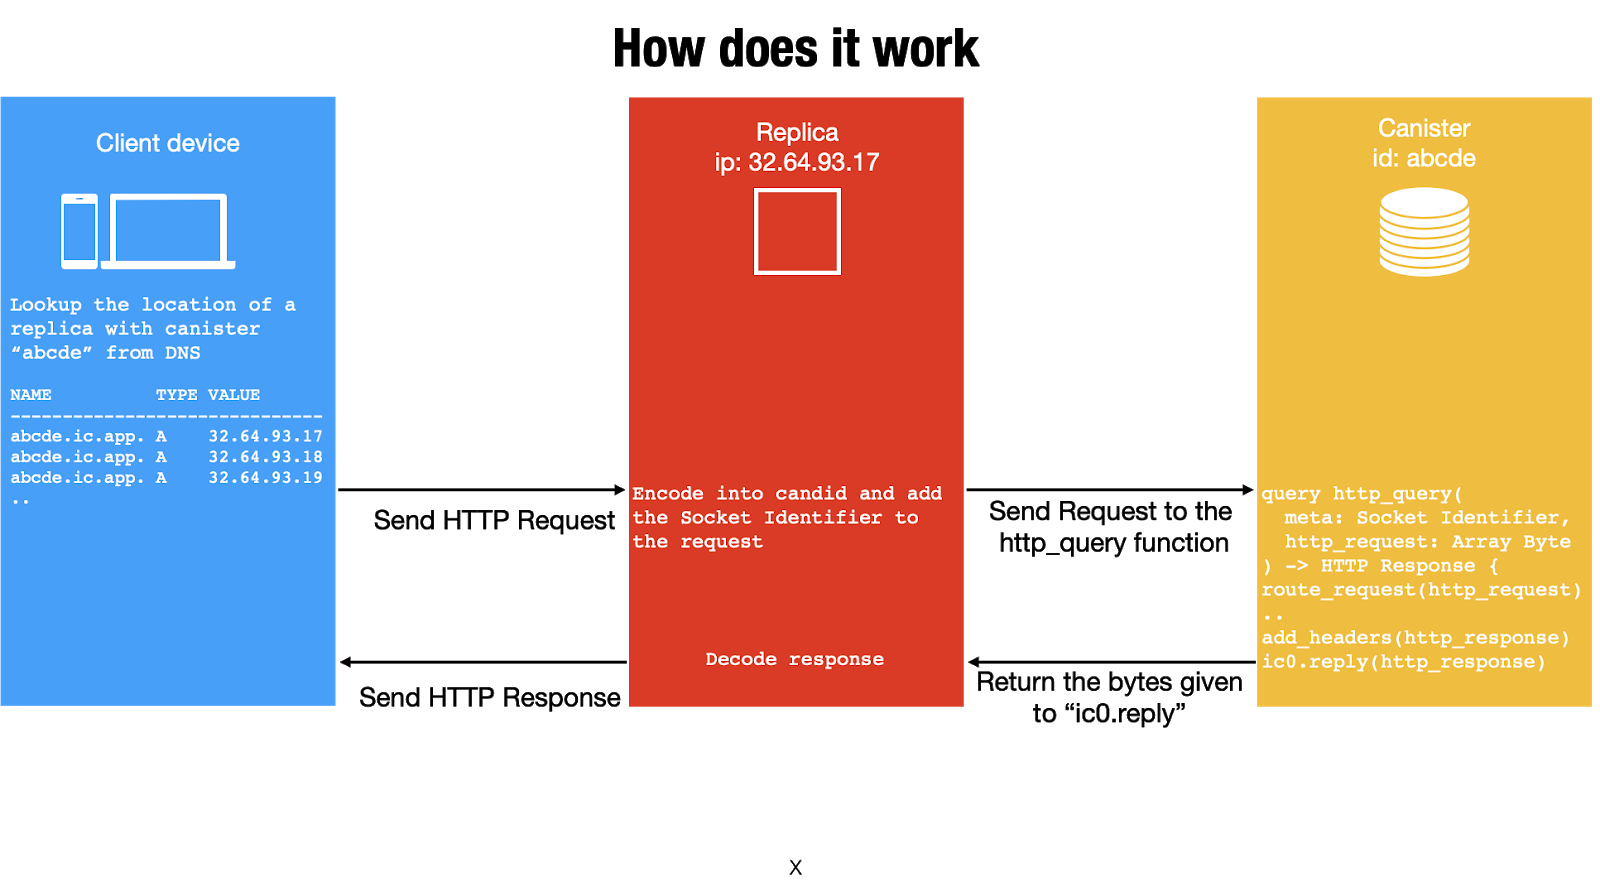 How does it work
Client device
Lookup the location of a
replica with canister
“abcde” from DNS
NAME TYPE VALUE
------------------------------
abcde.ic.app. A 32.64.93.17
abcde.ic.app. A 32.64.93.18
abcde.ic.app. A 32.64.93.19
..
Send HTTP Request
Send HTTP Response
Replica
ip: 32.64.93.17
Encode into candid and add
the Socket Identifier to
the request
Decode response
Send Request to the
http_query function
Return the bytes given
to “ic0.reply”
Canister
id: abcde
query http_query(
meta: Socket Identifier,
http_request: Array Byte
) -> HTTP Response {
route_request(http_request)
..
add_headers(http_response)
ic0.reply(http_response)
X